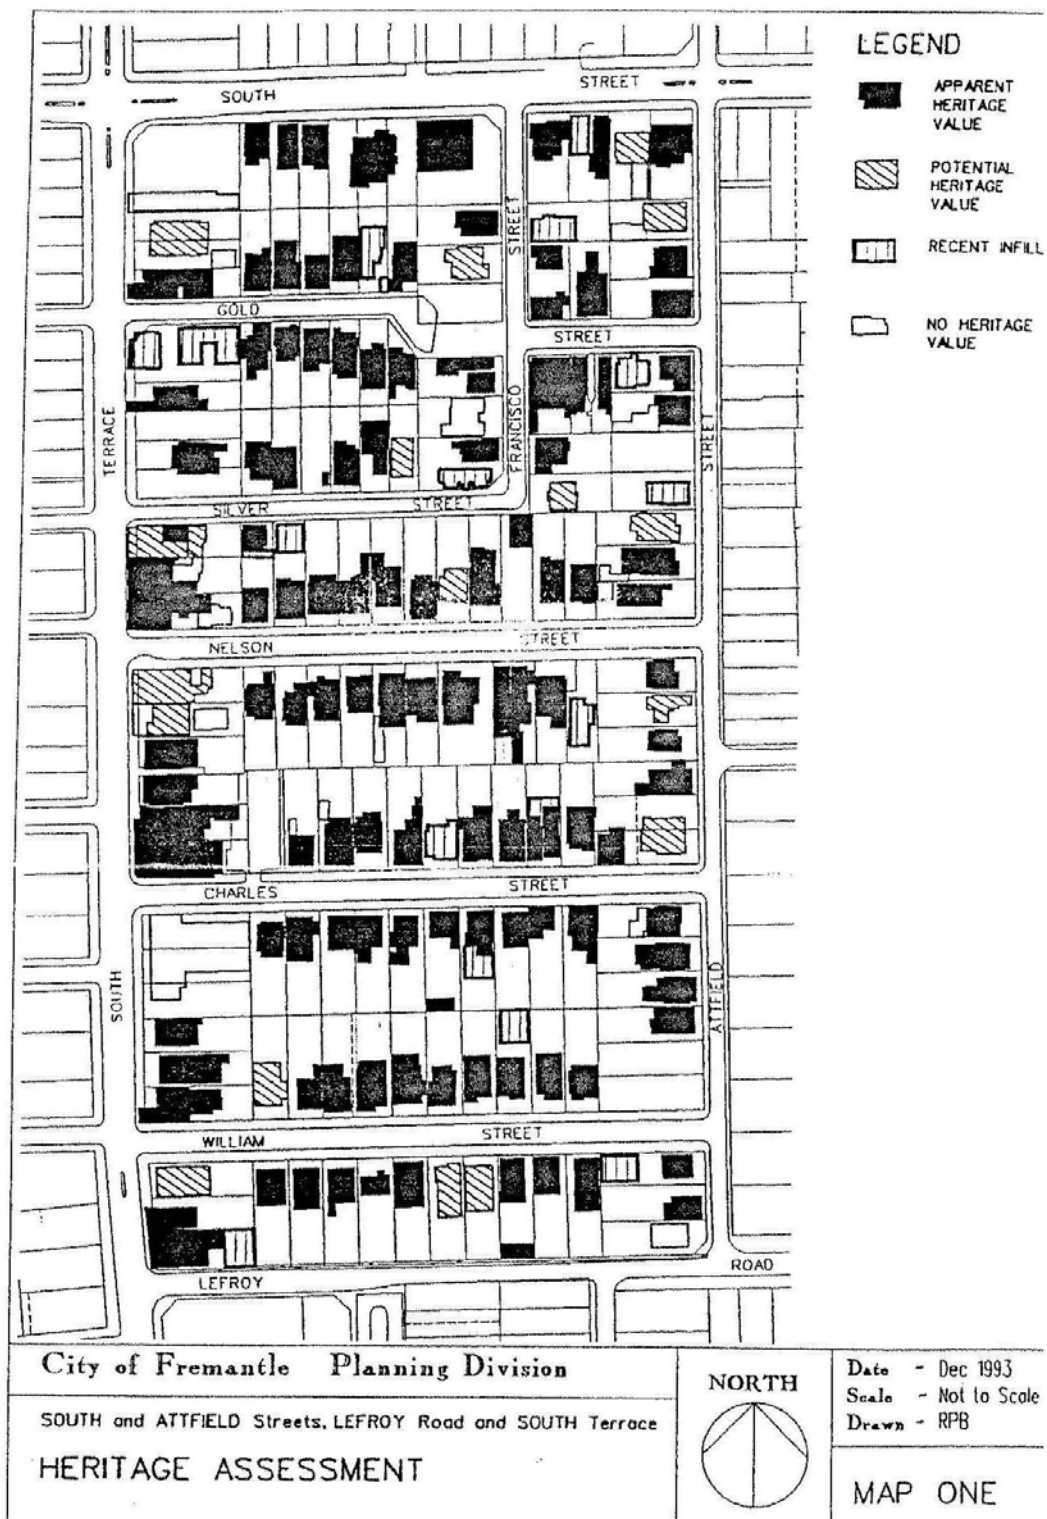 LEGEND
APPARENT
HERITAGE
VALUE
POTENTIAL
HERITAGE
VALUE
RECENT INFILL
NO HERITAGE
VALUE
SOUTH
STREET
STREET
GOLD
STREET
TERRACE
FRANCISCO
STREET
SILVER
STREET
NELSON
STREET
CHARLES
STREET
SOUTH
ATTFIELD
WILLIAM
STREET
LEFROY
ROAD
City of Fremantle Planning Division
SOUTH and ATTFIELD Streets, LEFROY Road and SOUTH Terrace
HERITAGE ASSESSMENT
NORTH
Date - Dec 1993
Scale - Not to Scale
Drawn - RPB
MAP ONE